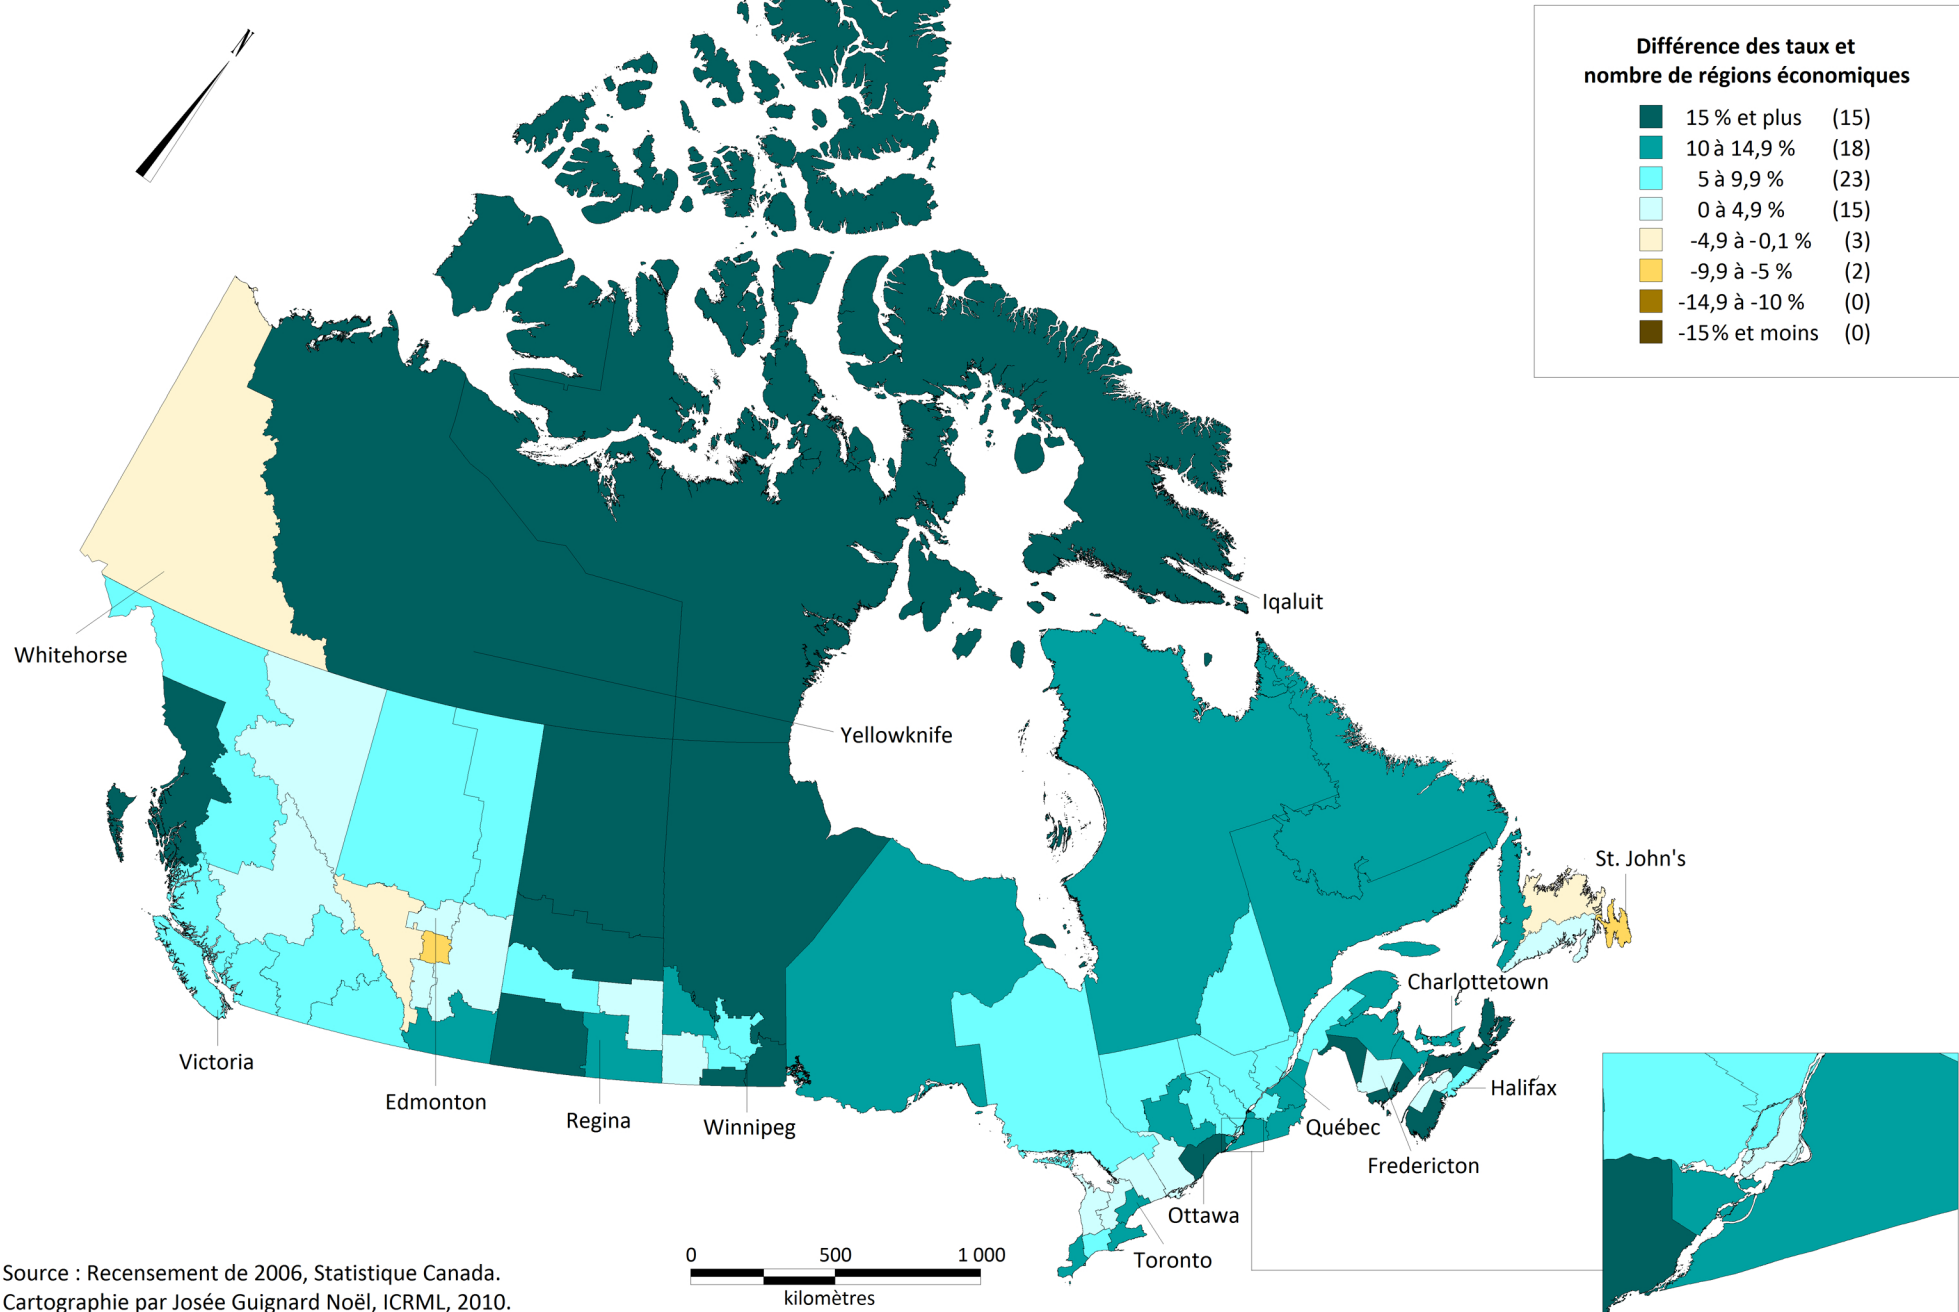 Différence des taux et
nombre de régions économiques
15 % et plus (15)
10 à 14,9 % (18)
5 à 9,9 % (23)
0 à 4,9 % (15)
-4,9 à -0,1 % (3)
-9,9 à -5 % (2)
-14,9 à -10 % (0)
-15% et moins (0)
Iqaluit
Whitehorse
Yellowknife
St. John's
Charlottetown
Victoria
Edmonton
Regina
Winnipeg
Halifax
Québec
Fredericton
Ottawa
Toronto
0 500 1 000
kilomètres
Source : Recensement de 2006, Statistique Canada.
Cartographie par Josée Guignard Noël, ICRML, 2010.
N